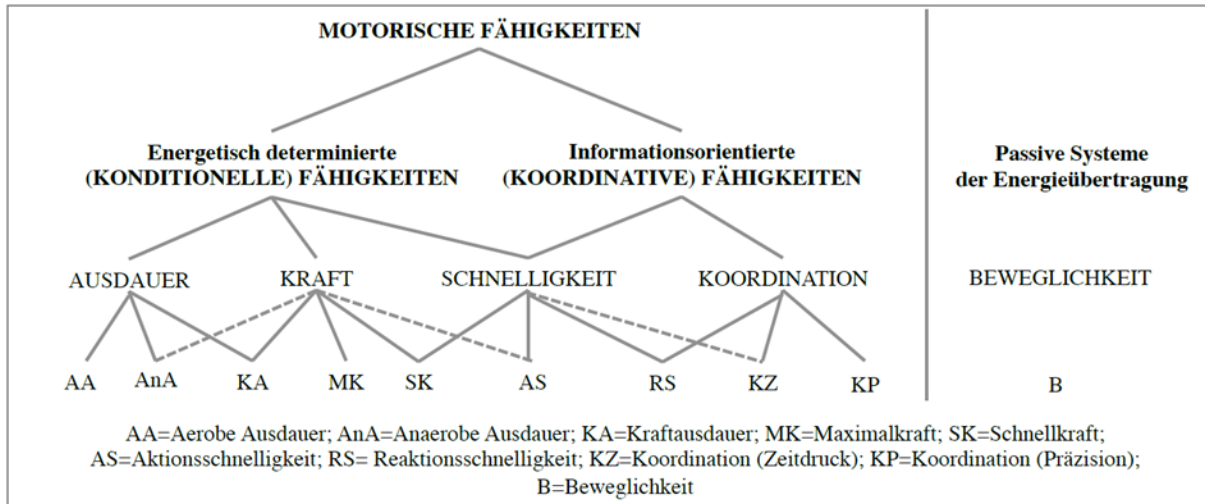 MOTORISCHE FÄHIGKEITEN
Energetisch determinierte
(KONDITIONELLE) FÄHIGKEITEN
Informationsorientierte
(KOORDINATIVE) FÄHIGKEITEN
Passive Systeme
der Energieübertragung
AUSDAUER
KRAFT
SCHNELLIGKEIT
KOORDINATION
BEWEGLICHKEIT
AA
AnA
KA
MK
SK
AS
RS
KZ
KP
B
AA=Aerobe Ausdauer; AnA=Anaerobe Ausdauer; KA=Kraftausdauer; MK=Maximalkraft; SK=Schnellkraft;
AS=Aktionsschnelligkeit; RS= Reaktionsschnelligkeit; KZ=Koordination (Zeitdruck); KP=Koordination (Präzision);
B=Beweglichkeit